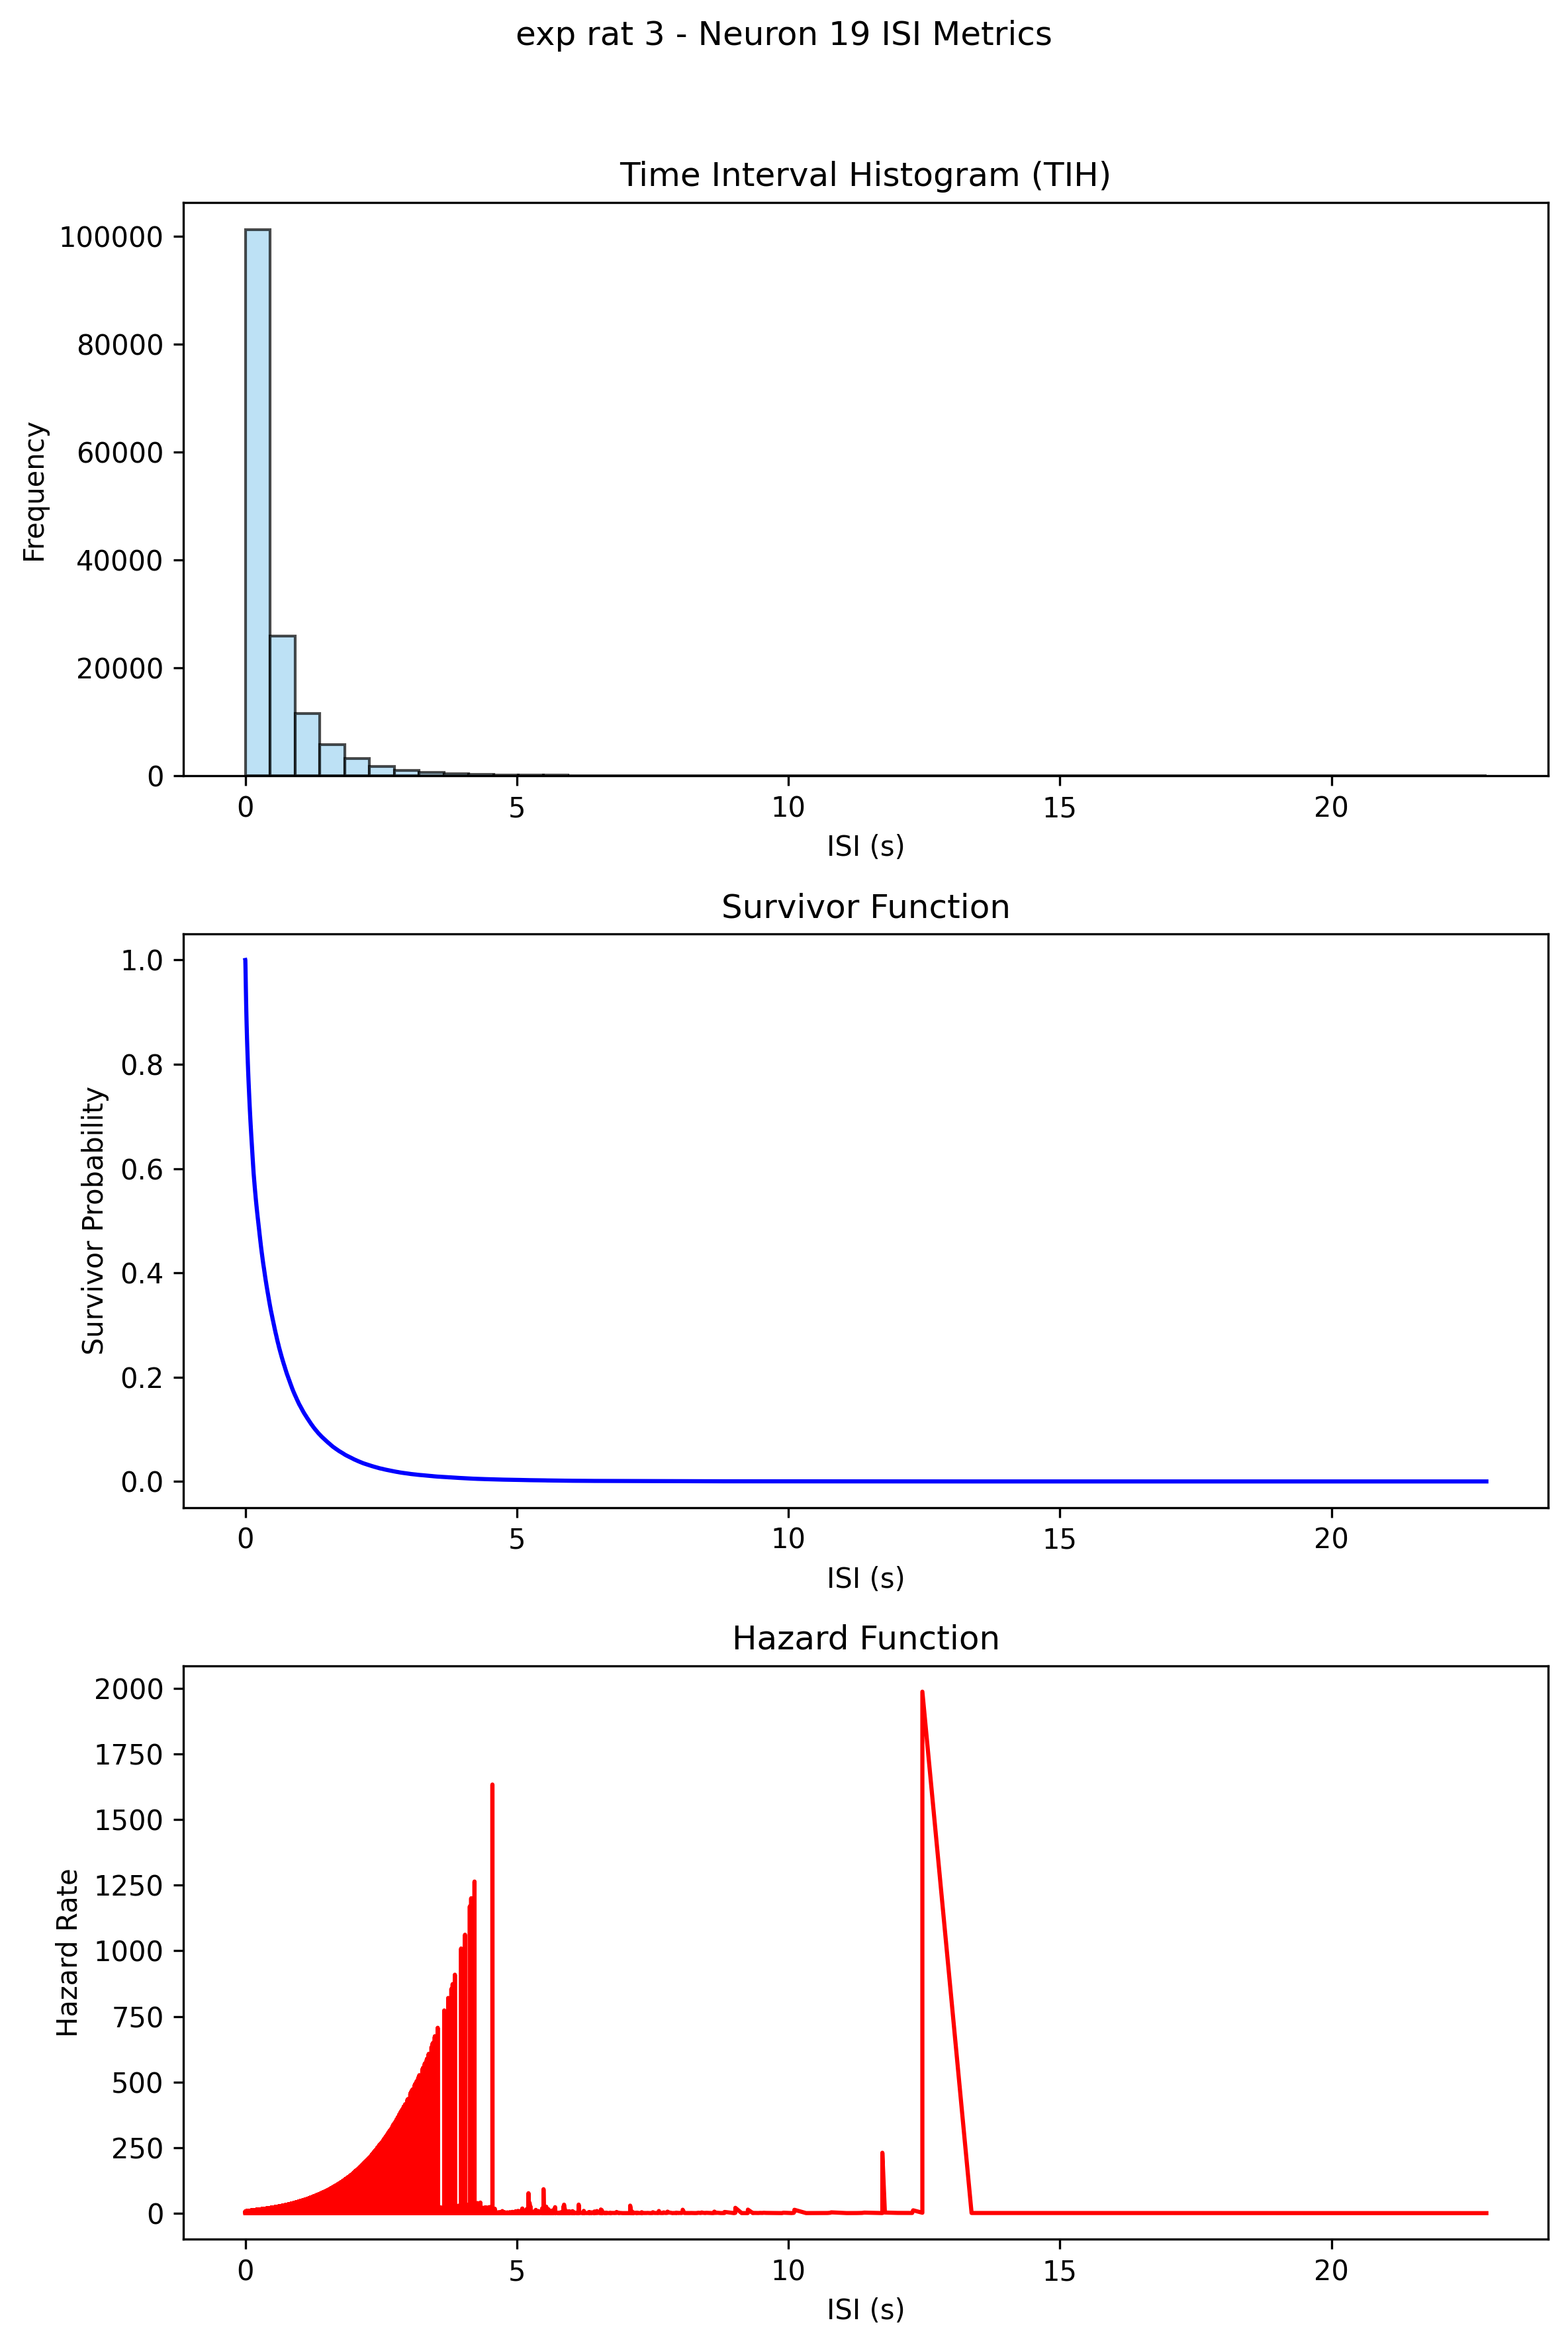 exp rat 3 - Neuron 19 ISI Metrics
Time Interval Histogram (TIH)
100000
80000
60000
40000
20000
0
Frequency
0 5 10 15 20
ISI (s)
Survivor Function
1.0
0.8
0.6
0.4
0.2
0.0
Survivor Probability
0 5 10 15 20
ISI (s)
Hazard Function
2000
1750
1500
1250
1000
750
500
250
0
Hazard Rate
0 5 10 15 20
ISI (s)